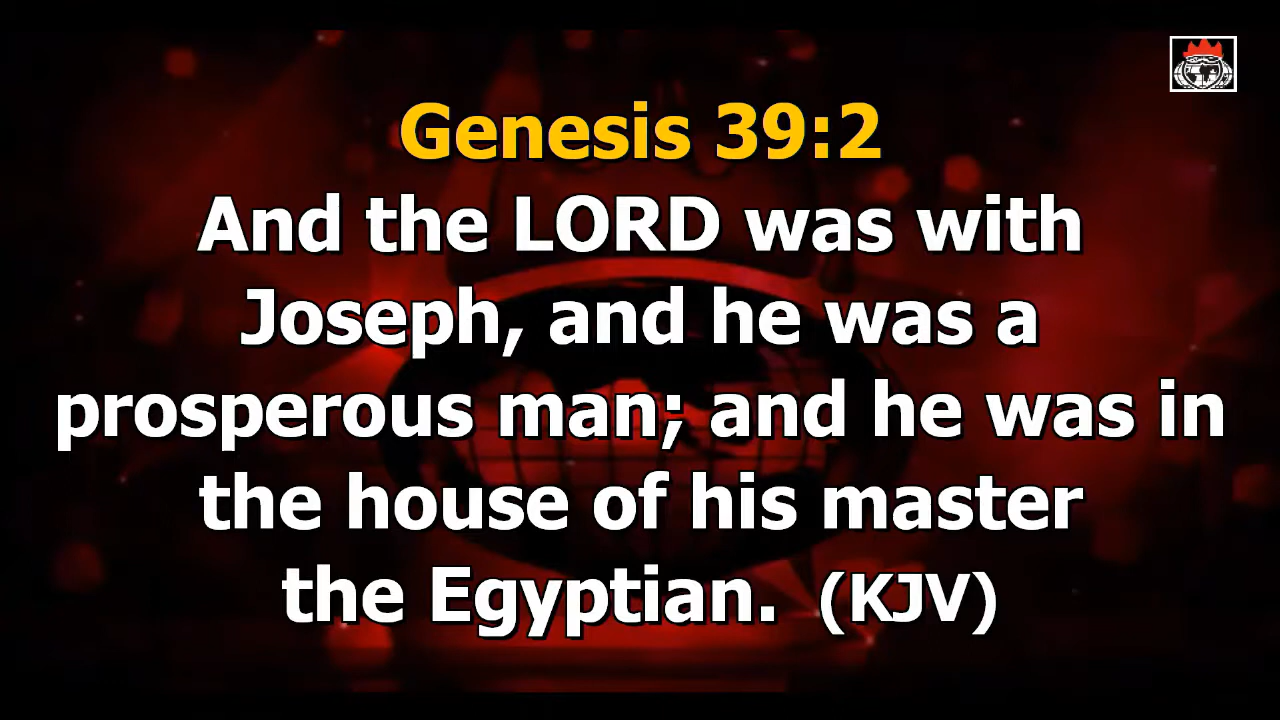 Genesis 39:2
And the LORD was with
Joseph, and he was a
prosperous man; and he was in
the house of his master
the Egyptian. (KJV)